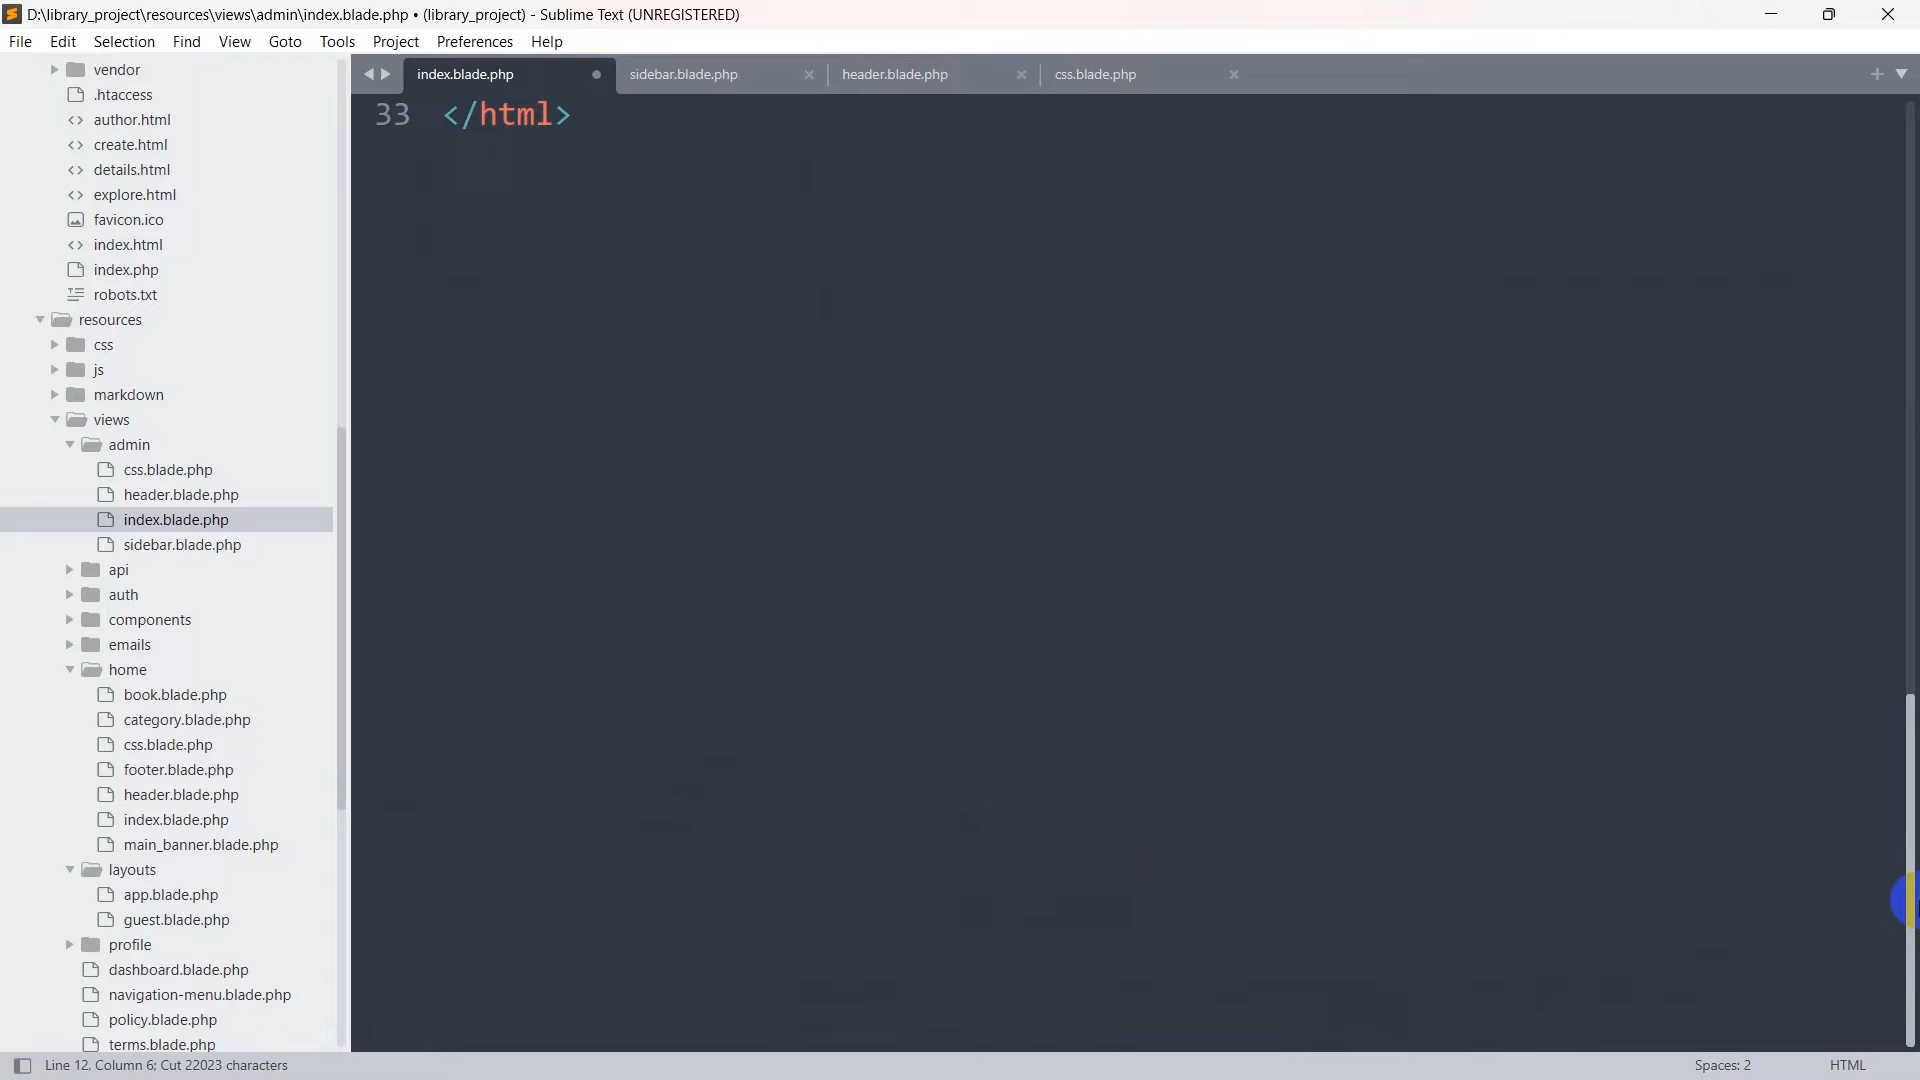 D:\library_project\resources\views\admin\index.blade.php • (library_project) - Sublime Text (UNREGISTERED)
File Edit Selection Find View Goto Tools Project Preferences Help
index.blade.php sidebar.blade.php header.blade.php css.blade.php
33 </html>
vendor
.htaccess
author.html
create.html
details.html
explore.html
favicon.ico
index.html
index.php
robots.txt
resources
css
js
markdown
views
admin
css.blade.php
header.blade.php
index.blade.php
sidebar.blade.php
api
auth
components
emails
home
book.blade.php
category.blade.php
css.blade.php
footer.blade.php
header.blade.php
index.blade.php
main_banner.blade.php
layouts
app.blade.php
guest.blade.php
profile
dashboard.blade.php
navigation-menu.blade.php
policy.blade.php
terms.blade.php
Line 12, Column 6; Cut 22023 characters
Spaces: 2
HTML